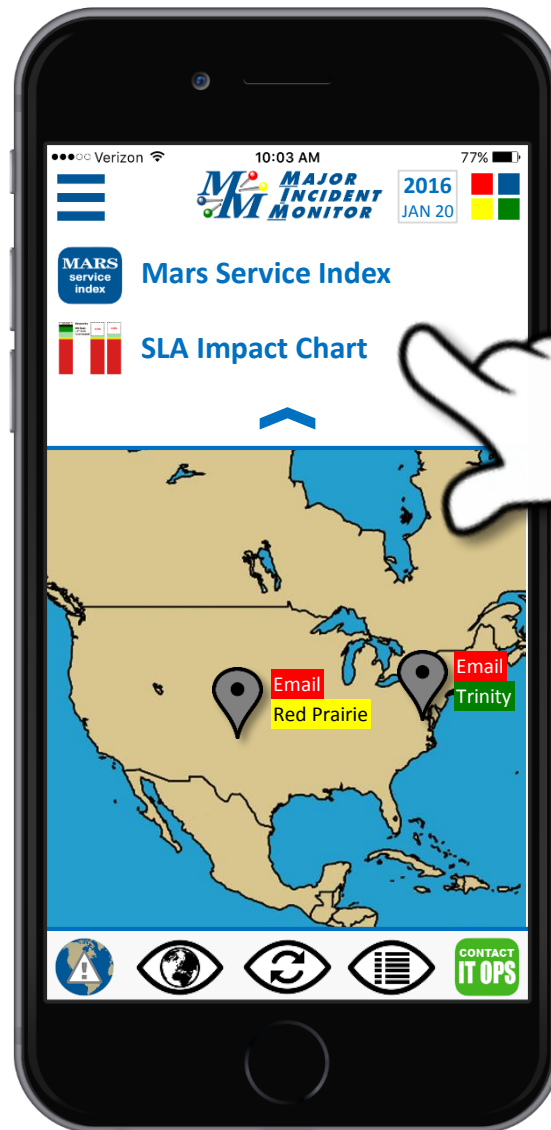 Verizon 10:03 AM 77%
MM MAJOR INCIDENT MONITOR
2016
JAN 20
MARS service index
Mars Service Index
SLA Impact Chart
Email
Red Prairie
Email
Trinity
CONTACT
IT OPS